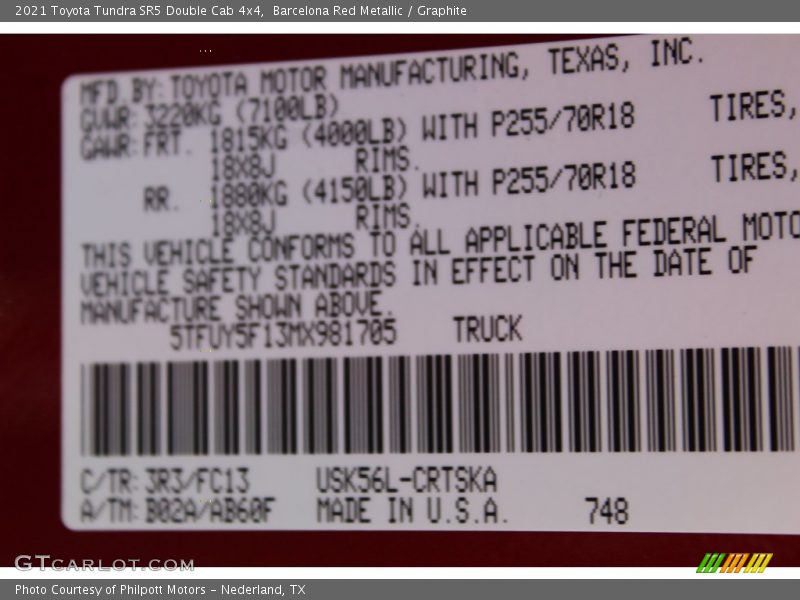 2021 Toyota Tundra SR5 Double Cab 4x4,  Barcelona Red Metallic / Graphite
MFD. BY: TOYOTA MOTOR MANUFACTURING, TEXAS, INC.
GVWR: 3220KG (7100LB)
GAWR: FRT. 1815KG (4000LB) WITH P255/70R18 TIRES,
18X8J RIMS.
RR. 1880KG (4150LB) WITH P255/70R18 TIRES,
18X8J RIMS.
THIS VEHICLE CONFORMS TO ALL APPLICABLE FEDERAL MOTO
VEHICLE SAFETY STANDARDS IN EFFECT ON THE DATE OF
MANUFACTURE SHOWN ABOVE.
5TFUY5F13MX981705 TRUCK
C/TR: 3R3/FC13 USK56L-CRTSKA
A/TM: B02A/AB60F MADE IN U.S.A. 748
GTCARLOT.COM
Photo Courtesy of Philpott Motors - Nederland, TX